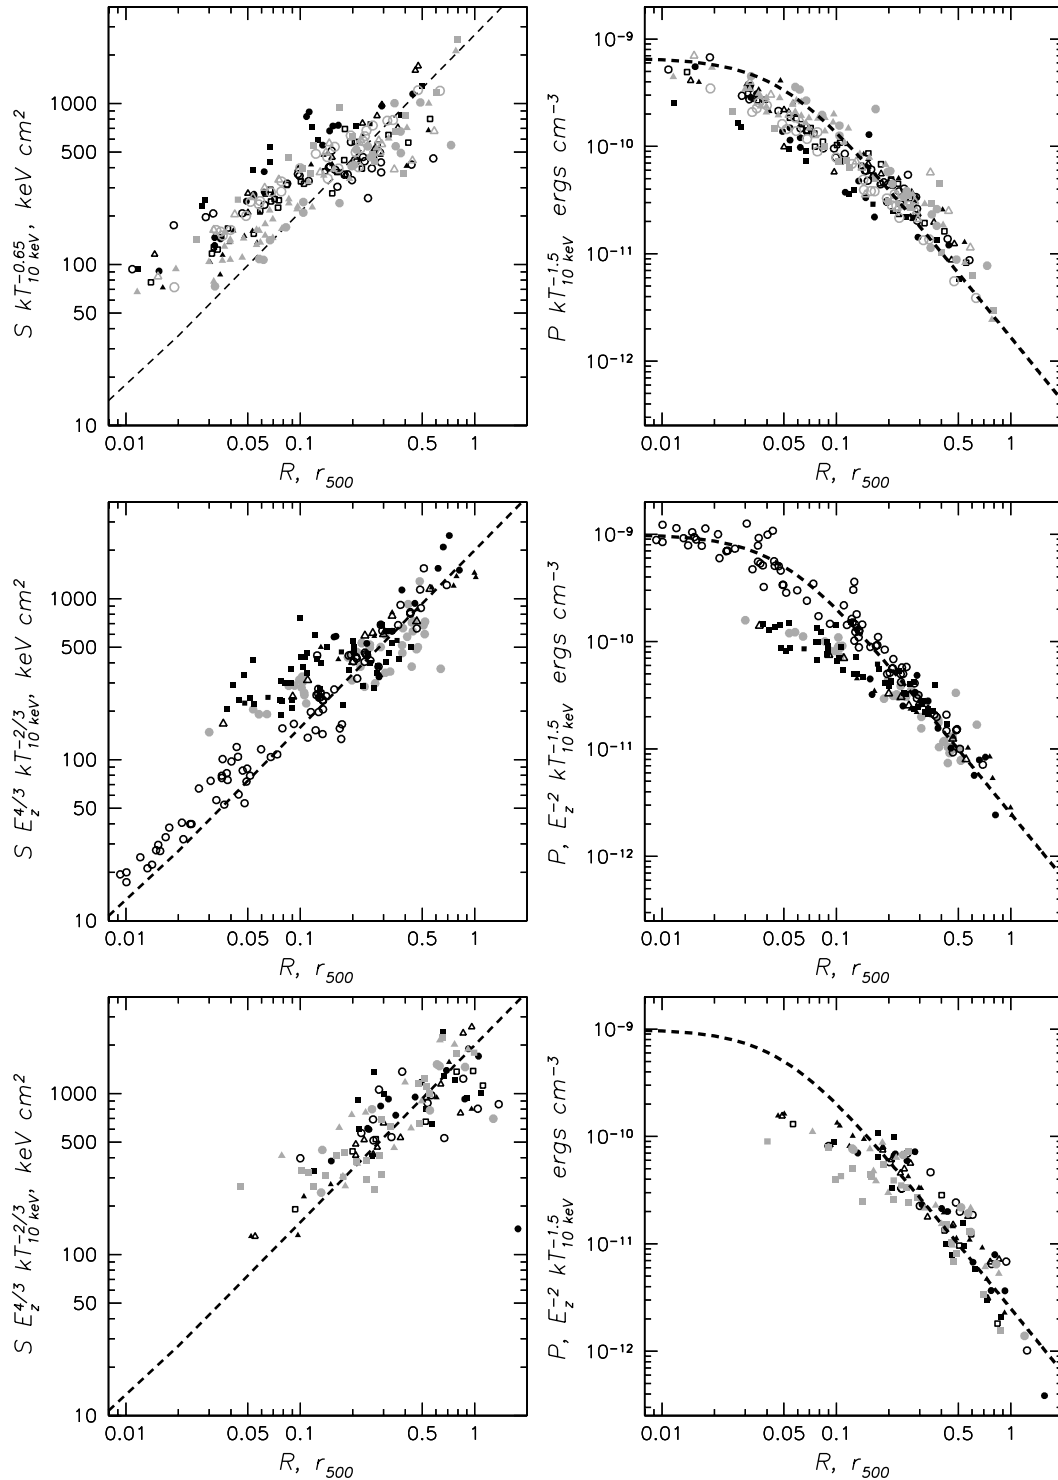 S kT^{-0.65}_{10 keV}, keV cm^2
1000
500
100
50
10
0.01 0.05 0.1 0.5 1
R, r_{500}
P kT^{-1.5}_{10 keV} ergs cm^{-3}
10^{-9}
10^{-10}
10^{-11}
10^{-12}
0.01 0.05 0.1 0.5 1
R, r_{500}
S E_z^{4/3} kT^{-2/3}_{10 keV}, keV cm^2
1000
500
100
50
10
0.01 0.05 0.1 0.5 1
R, r_{500}
P, E_z^{-2} kT^{-1.5}_{10 keV} ergs cm^{-3}
10^{-9}
10^{-10}
10^{-11}
10^{-12}
0.01 0.05 0.1 0.5 1
R, r_{500}
S E_z^{4/3} kT^{-2/3}_{10 keV}, keV cm^2
1000
500
100
50
10
0.01 0.05 0.1 0.5 1
R, r_{500}
P, E_z^{-2} kT^{-1.5}_{10 keV} ergs cm^{-3}
10^{-9}
10^{-10}
10^{-11}
10^{-12}
0.01 0.05 0.1 0.5 1
R, r_{500}